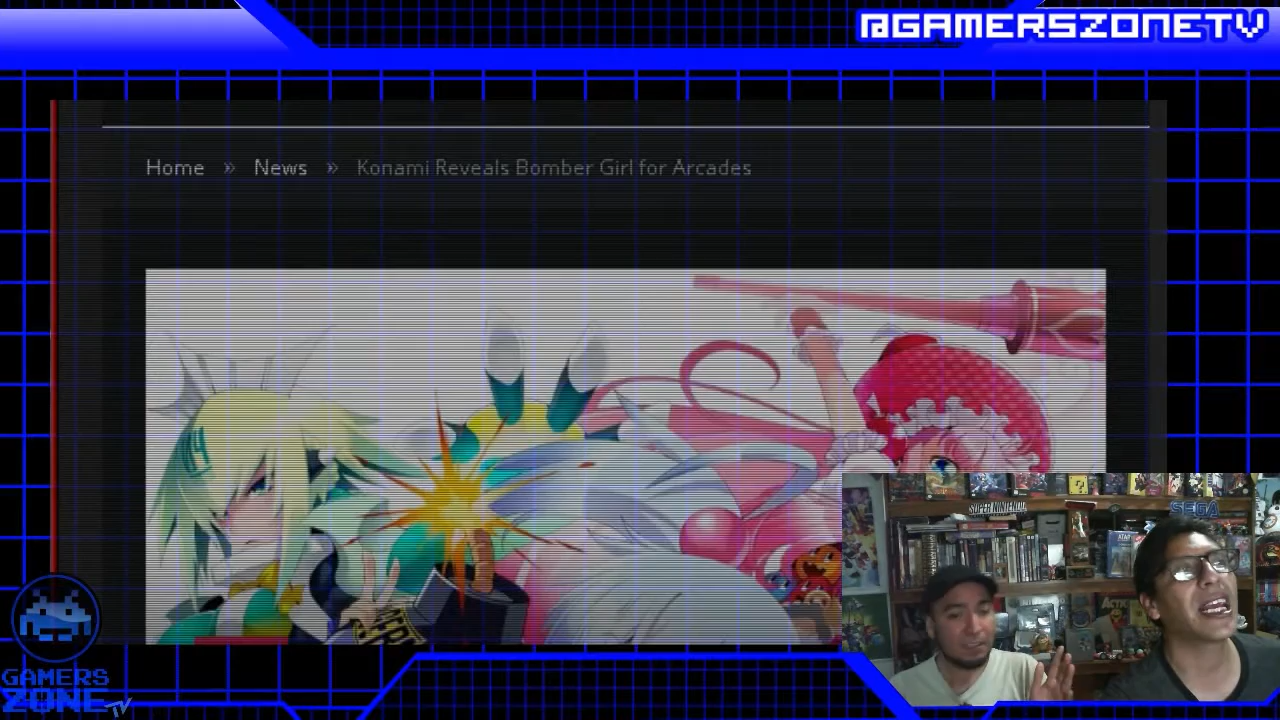 @GAMERSZONETV
Home » News » Konami Reveals Bomber Girl for Arcades
SUPER NINTENDO
SEGA
GAMERS
ZONE TV